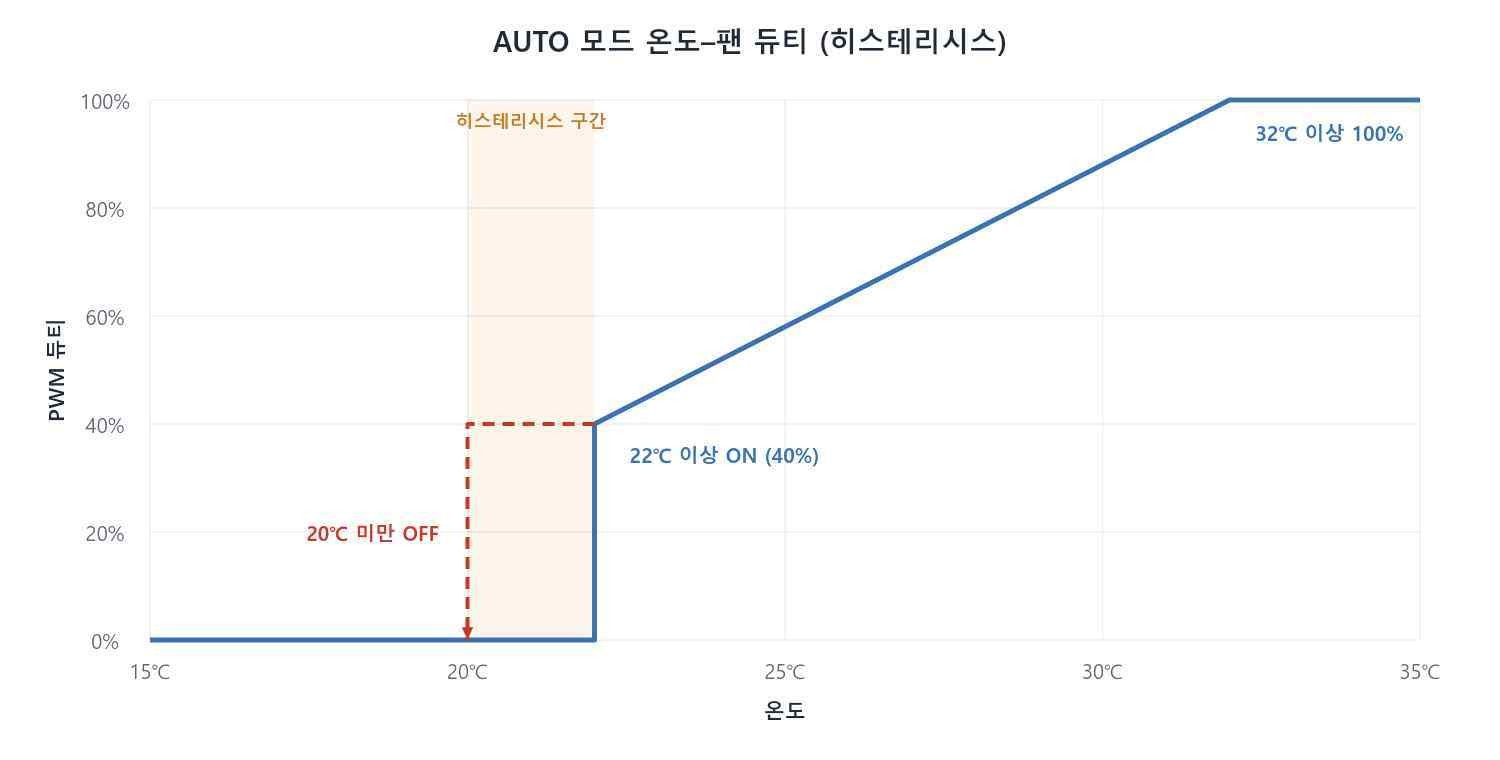 AUTO 모드 온도–팬 듀티 (히스테리시스)
100%
히스테리시스 구간
32℃ 이상 100%
80%
60%
PWM 듀티
40%
22℃ 이상 ON (40%)
20℃ 미만 OFF
20%
0%
15℃ 20℃ 25℃ 30℃ 35℃
온도